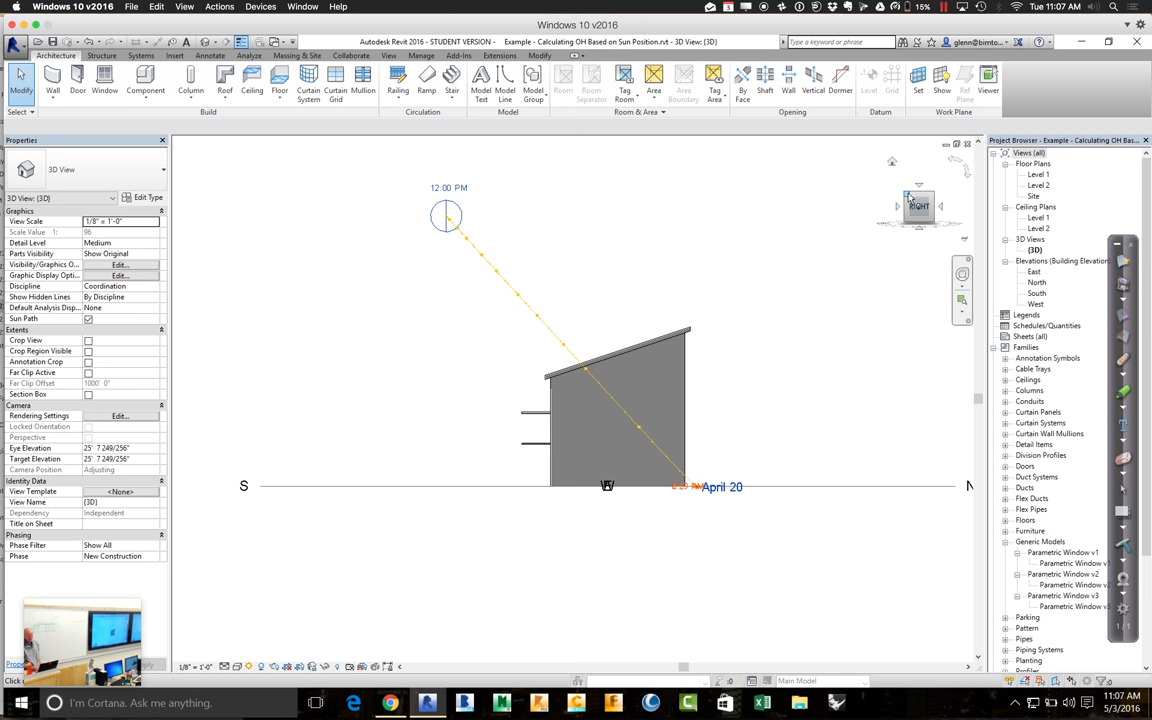 Windows 10 v2016 File Edit View Actions Devices Window Help
15% Tue 11:07 AM
Windows 10 v2016
Autodesk Revit 2016 - STUDENT VERSION - Example - Calculating OH Based on Sun Position.rvt - 3D View: {3D}
Type a keyword or phrase
glenn@bimto...
Architecture Structure Systems Insert Annotate Analyze Massing & Site Collaborate View Manage Add-Ins Extensions Modify
Modify Wall Door Window Component Column Roof Ceiling Floor Curtain System Curtain Grid Mullion Railing Ramp Stair Model Text Model Line Model Group Room Room Separator Tag Room Area Area Boundary Tag Area By Face Shaft Wall Vertical Dormer Level Grid Set Show Ref Plane Viewer
Select Build Circulation Model Room & Area Opening Datum Work Plane
Properties
3D View
3D View: {3D} Edit Type
Graphics
View Scale 1/8" = 1'-0"
Scale Value 1: 96
Detail Level Medium
Parts Visibility Show Original
Visibility/Graphics O... Edit...
Graphic Display Opti... Edit...
Discipline Coordination
Show Hidden Lines By Discipline
Default Analysis Disp... None
Sun Path
Extents
Crop View
Crop Region Visible
Annotation Crop
Far Clip Active
Far Clip Offset 1000' 0"
Section Box
Camera
Rendering Settings Edit...
Locked Orientation
Perspective
Eye Elevation 25' 7 249/256"
Target Elevation 25' 7 249/256"
Camera Position Adjusting
Identity Data
View Template <None>
View Name {3D}
Dependency Independent
Title on Sheet
Phasing
Phase Filter Show All
Phase New Construction
12:00 PM
RIGHT
S
N
April 20
Project Browser - Example - Calculating OH Bas...
Views (all)
Floor Plans
Level 1
Level 2
Site
Ceiling Plans
Level 1
Level 2
3D Views
{3D}
Elevations (Building Elevation
East
North
South
West
Legends
Schedules/Quantities
Sheets (all)
Families
Annotation Symbols
Cable Trays
Ceilings
Columns
Conduits
Curtain Panels
Curtain Systems
Curtain Wall Mullions
Detail Items
Division Profiles
Doors
Duct Systems
Ducts
Flex Ducts
Flex Pipes
Floors
Furniture
Generic Models
Parametric Window v1
Parametric Window v
Parametric Window v2
Parametric Window v
Parametric Window v3
Parametric Window v
Parking
Pattern
Pipes
Piping Systems
Planting
1 / 1
1/8" = 1'-0"
:0 Main Model :0
I'm Cortana. Ask me anything.
11:07 AM
5/3/2016